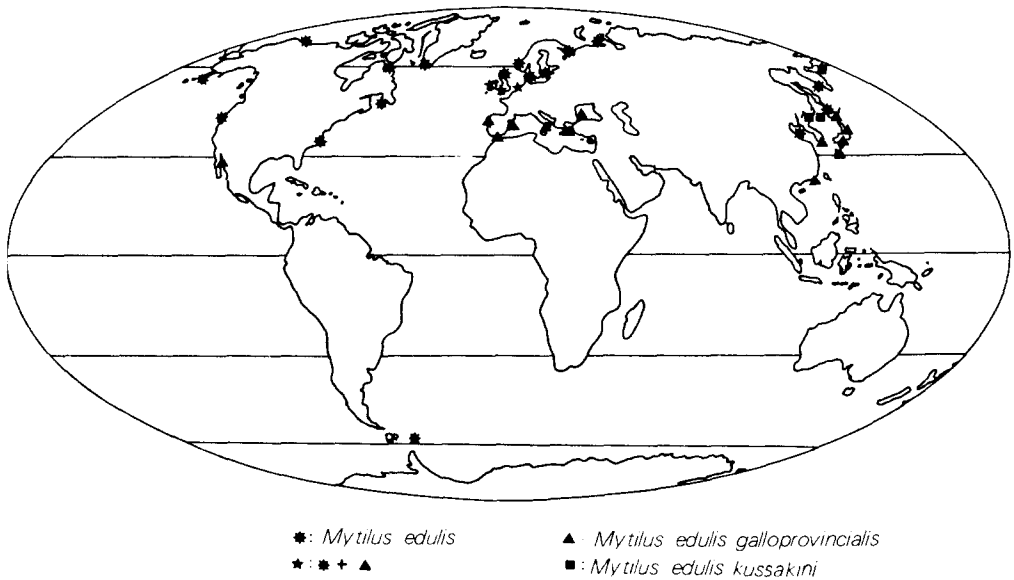 ✷: Mytilus edulis
▲ Mytilus edulis galloprovincialis
★: ✷ + ▲
■: Mytilus edulis kussakini